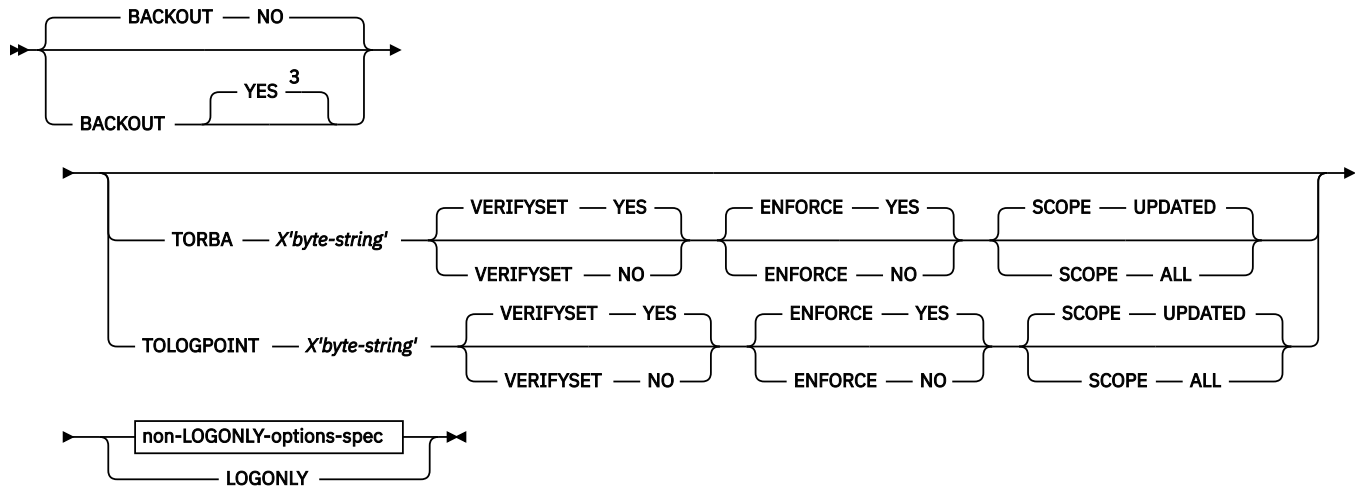 BACKOUT NO
YES 3
BACKOUT
VERIFYSET YES ENFORCE YES SCOPE UPDATED
TORBA X'byte-string'
VERIFYSET NO ENFORCE NO SCOPE ALL
VERIFYSET YES ENFORCE YES SCOPE UPDATED
TOLOGPOINT X'byte-string'
VERIFYSET NO ENFORCE NO SCOPE ALL
non-LOGONLY-options-spec
LOGONLY